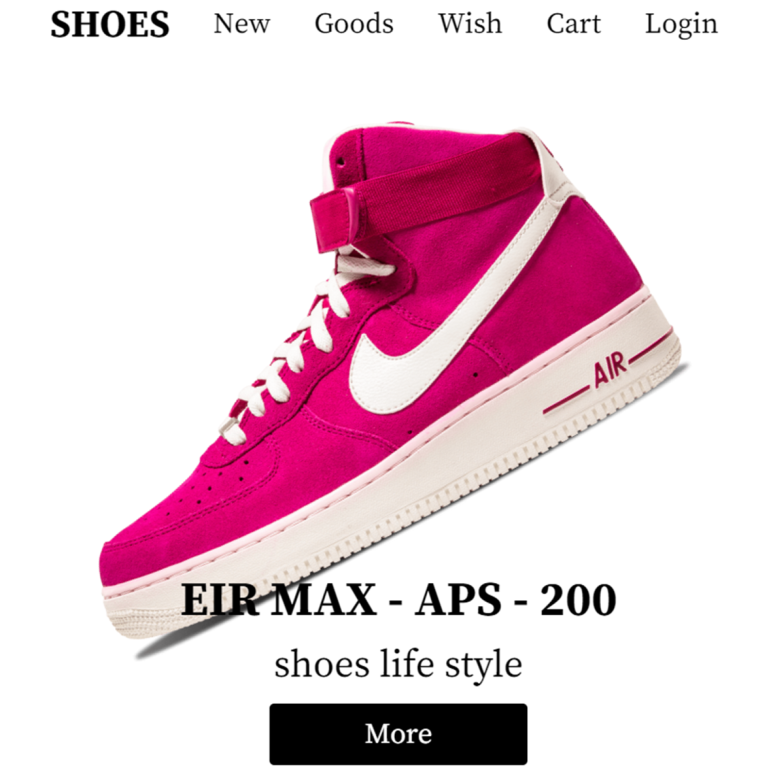 SHOES New Goods Wish Cart Login
AIR
EIR MAX - APS - 200
shoes life style
More